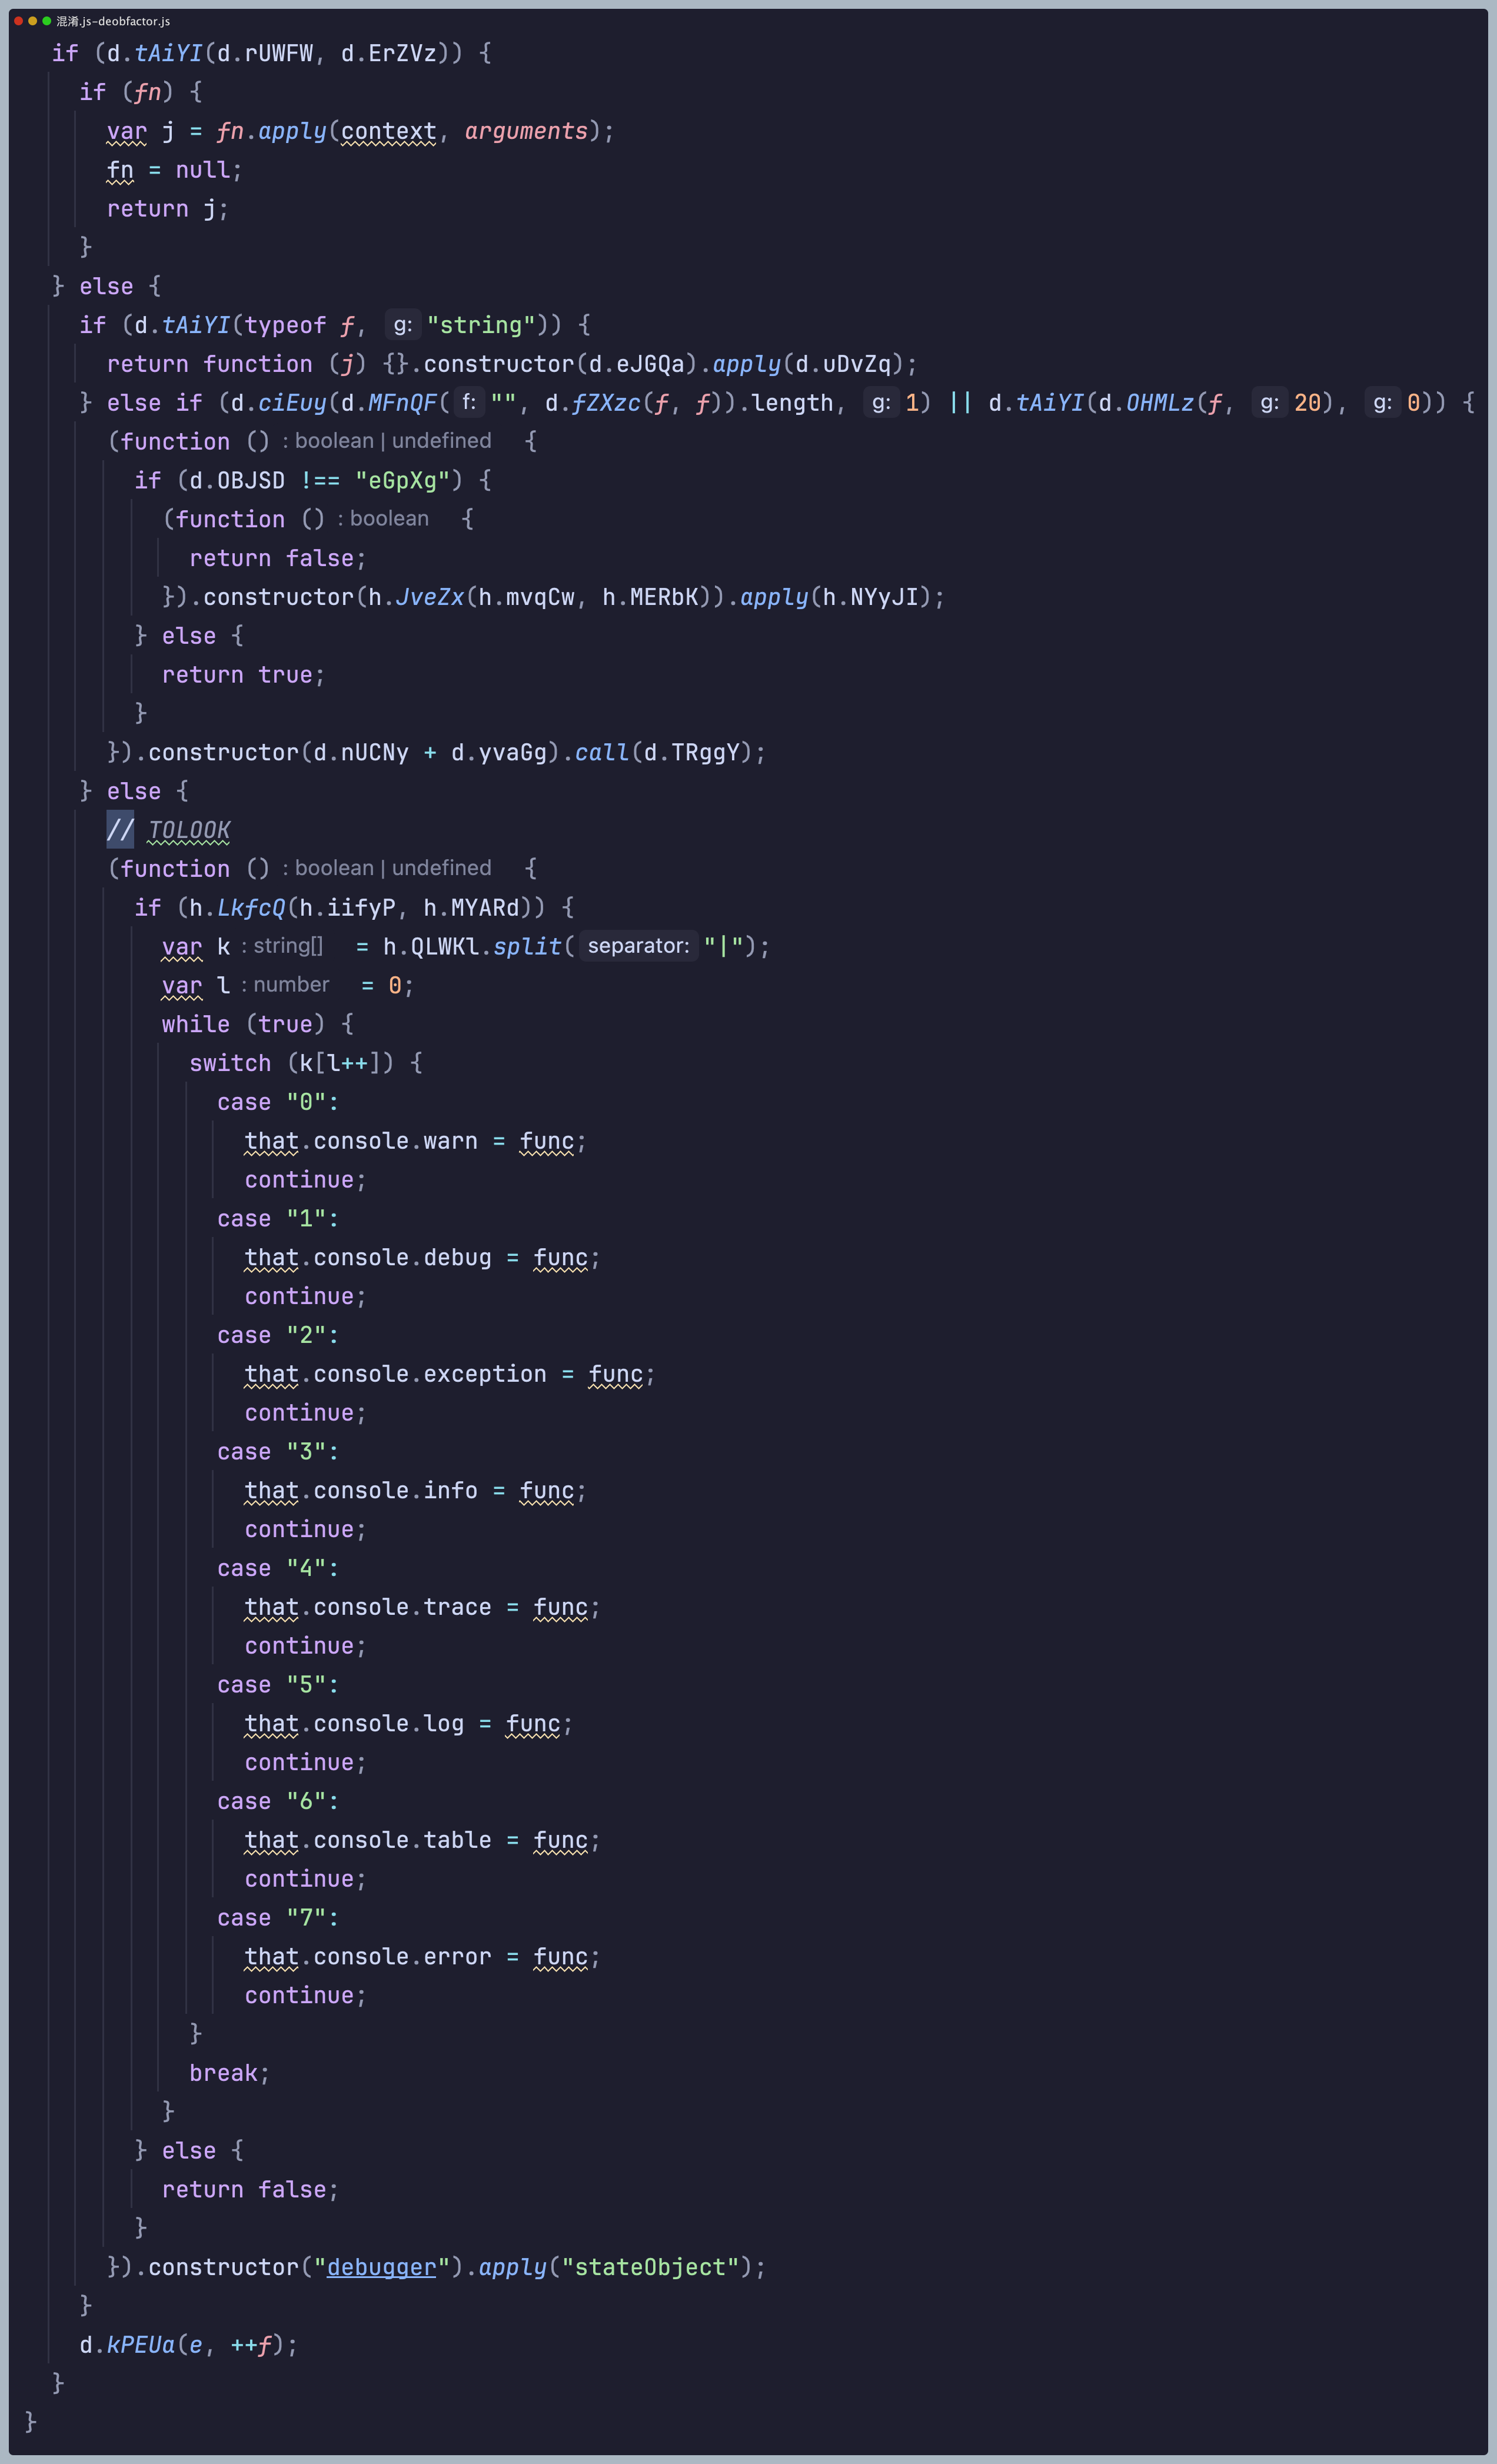 混淆.js-deobfactor.js
if (d.tAiYI(d.rUWFW, d.ErZVz)) {
if (fn) {
var j = fn.apply(context, arguments);
fn = null;
return j;
}
} else {
if (d.tAiYI(typeof f, g: "string")) {
return function (j) {}.constructor(d.eJGQa).apply(d.uDvZq);
} else if (d.ciEuy(d.MFnQF( f: "", d.fZXzc(f, f)).length, g: 1) || d.tAiYI(d.OHMLz(f, g: 20), g: 0)) {
(function () : boolean | undefined {
if (d.OBJSD !== "eGpXg") {
(function () : boolean {
return false;
}).constructor(h.JveZx(h.mvqCw, h.MERbK)).apply(h.NYyJI);
} else {
return true;
}
}).constructor(d.nUCNy + d.yvaGg).call(d.TRggY);
} else {
// TOLOOK
(function () : boolean | undefined {
if (h.LkfcQ(h.iifyP, h.MYARd)) {
var k : string[] = h.QLWKl.split( separator: "|");
var l : number = 0;
while (true) {
switch (k[l++]) {
case "0":
that.console.warn = func;
continue;
case "1":
that.console.debug = func;
continue;
case "2":
that.console.exception = func;
continue;
case "3":
that.console.info = func;
continue;
case "4":
that.console.trace = func;
continue;
case "5":
that.console.log = func;
continue;
case "6":
that.console.table = func;
continue;
case "7":
that.console.error = func;
continue;
}
break;
}
} else {
return false;
}
}).constructor("debugger").apply("stateObject");
}
d.kPEUa(e, ++f);
}
}